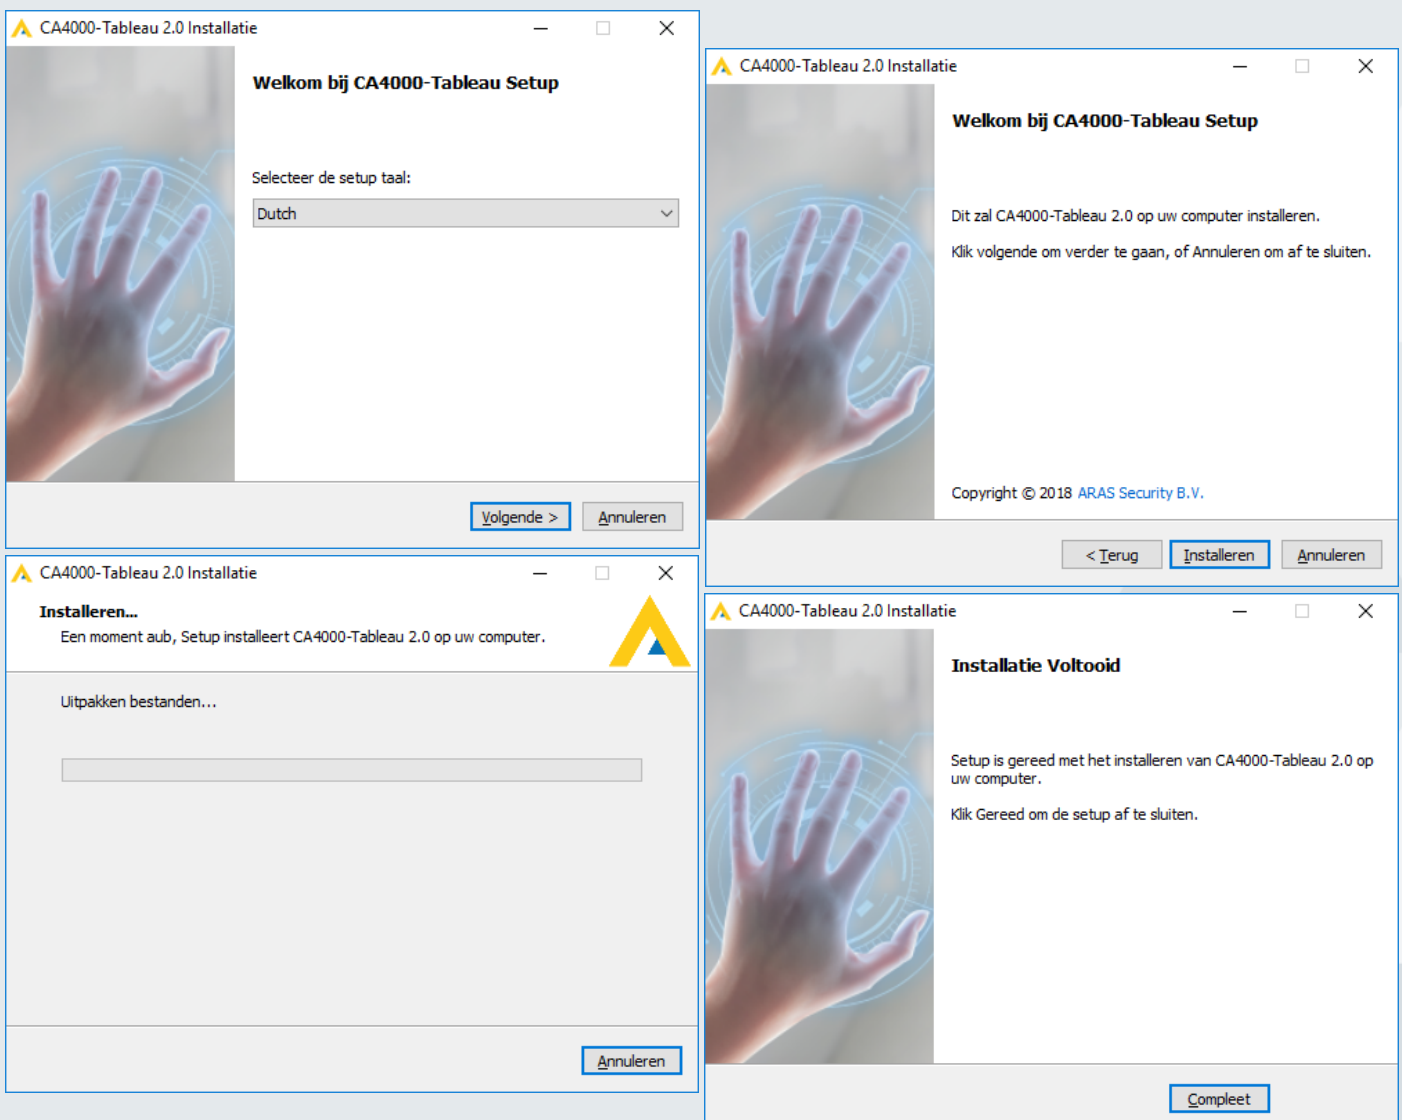 CA4000-Tableau 2.0 Installatie
Welkom bij CA4000-Tableau Setup
Selecteer de setup taal:
Dutch
Volgende >
Annuleren
CA4000-Tableau 2.0 Installatie
Welkom bij CA4000-Tableau Setup
Dit zal CA4000-Tableau 2.0 op uw computer installeren.
Klik volgende om verder te gaan, of Annuleren om af te sluiten.
Copyright © 2018 ARAS Security B.V.
< Terug
Installeren
Annuleren
CA4000-Tableau 2.0 Installatie
Installeren...
Een moment aub, Setup installeert CA4000-Tableau 2.0 op uw computer.
Uitpakken bestanden...
Annuleren
CA4000-Tableau 2.0 Installatie
Installatie Voltooid
Setup is gereed met het installeren van CA4000-Tableau 2.0 op
uw computer.
Klik Gereed om de setup af te sluiten.
Compleet